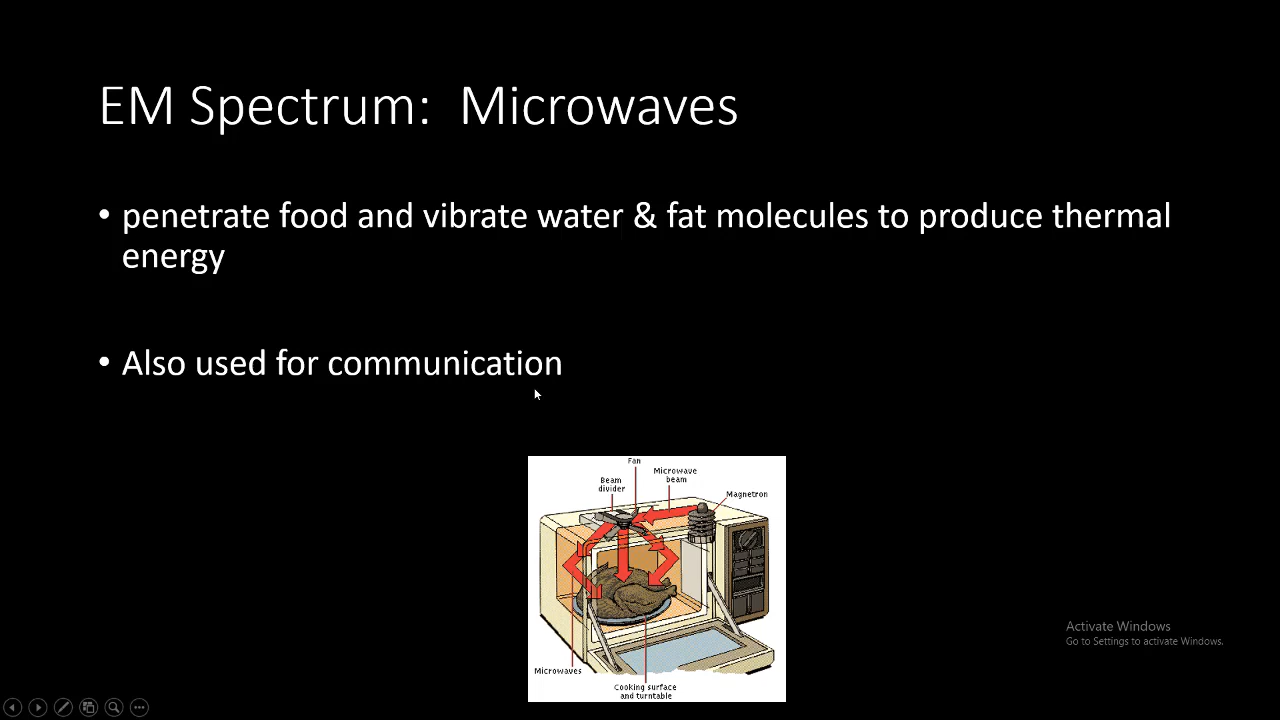 EM Spectrum:  Microwaves
• penetrate food and vibrate water & fat molecules to produce thermal
energy
• Also used for communication
Fan
Microwave
beam
Beam
divider
Magnetron
Microwaves
Cooking surface
and turntable
Activate Windows
Go to Settings to activate Windows.